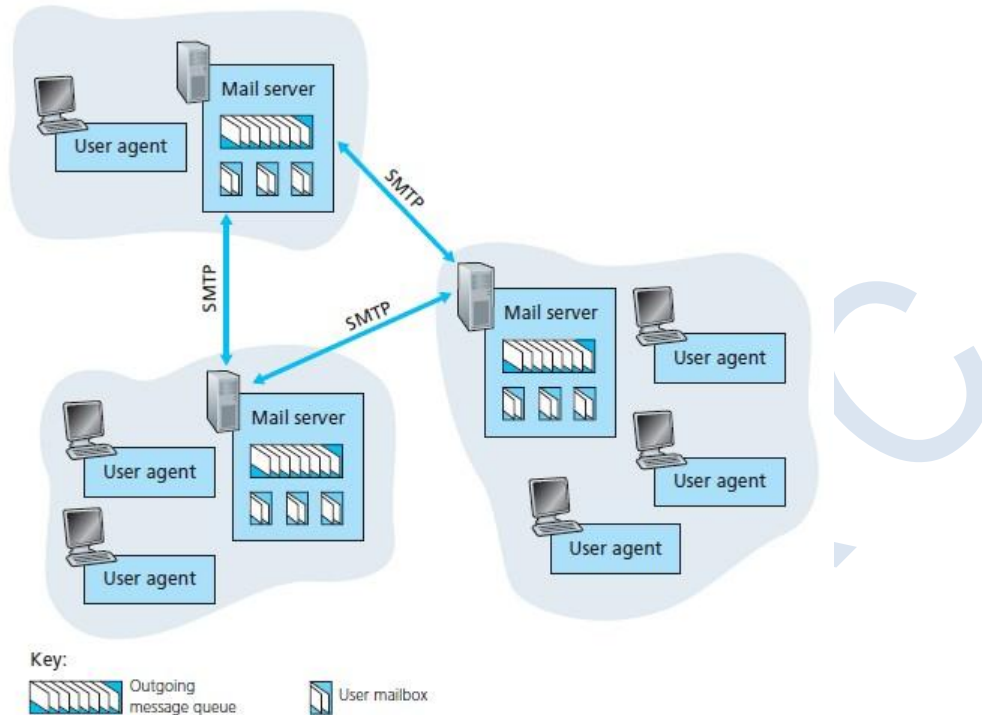 Mail server
User agent
SMTP
SMTP
SMTP
Mail server
User agent
Mail server
User agent
User agent
User agent
User agent
Key:
Outgoing
message queue
User mailbox